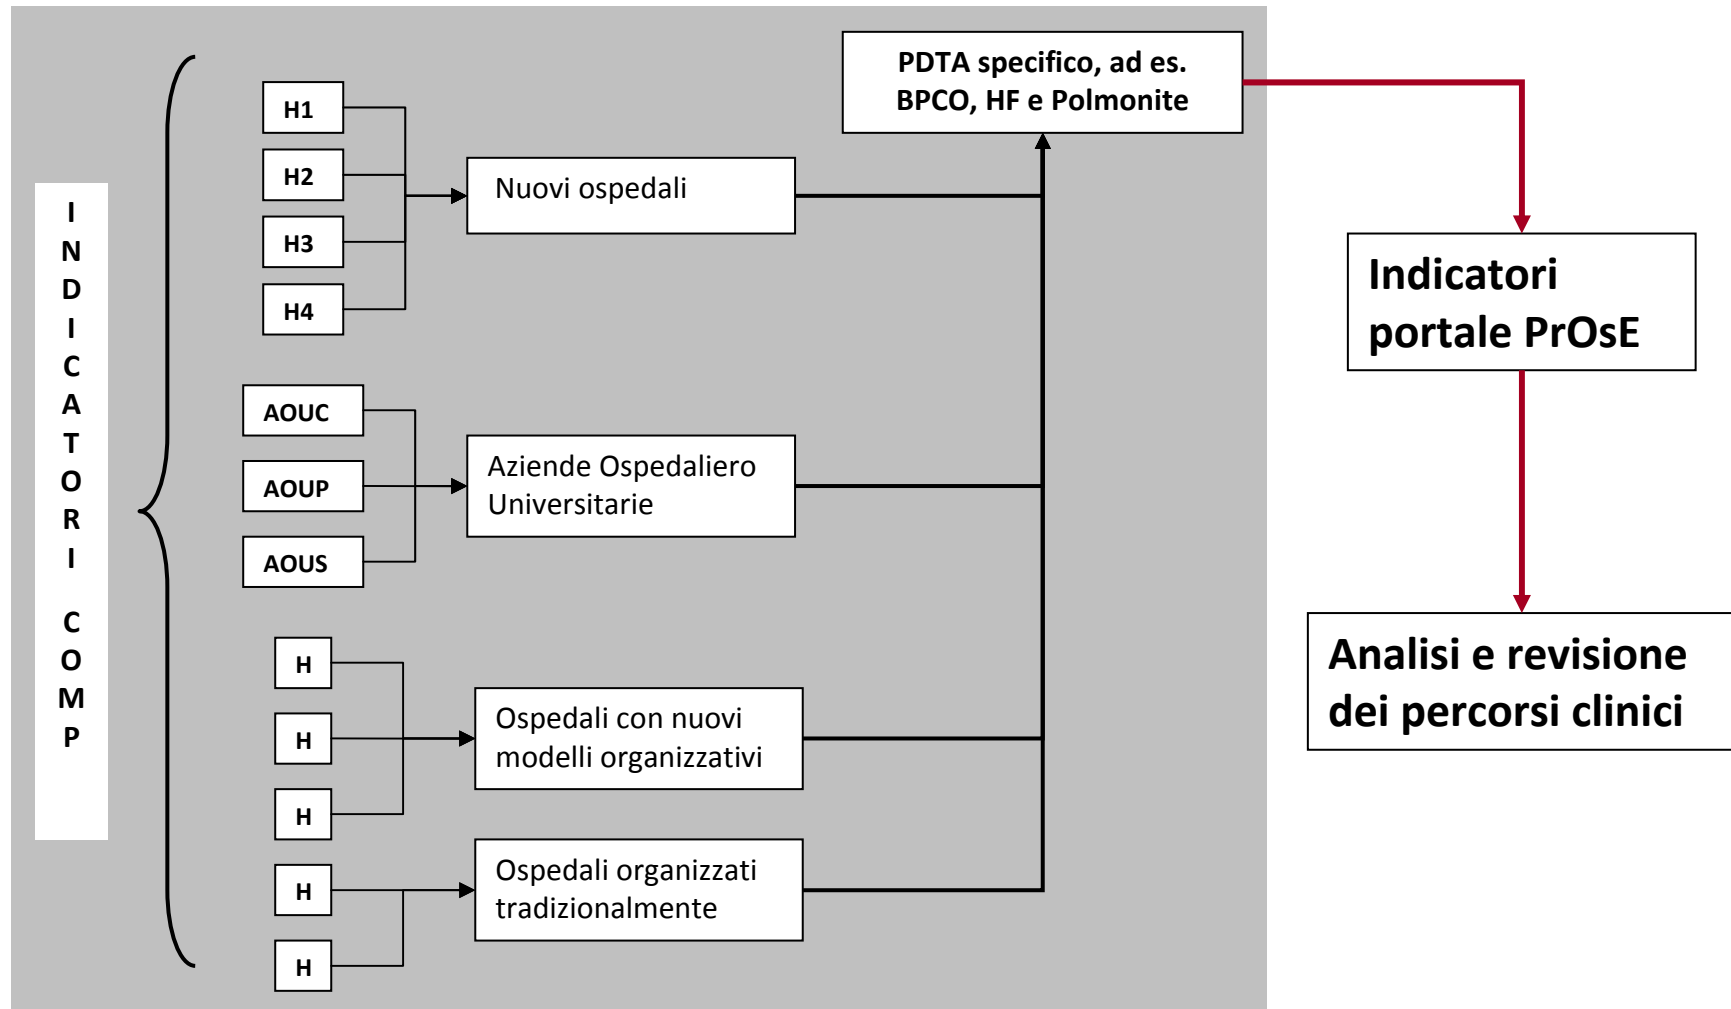 INDICATORI COMP
H1
H2
H3
H4
Nuovi ospedali
AOUC
AOUP
AOUS
Aziende Ospedaliero
Universitarie
H
H
H
Ospedali con nuovi
modelli organizzativi
H
H
Ospedali organizzati
tradizionalmente
PDTA specifico, ad es.
BPCO, HF e Polmonite
Indicatori
portale PrOsE
Analisi e revisione
dei percorsi clinici